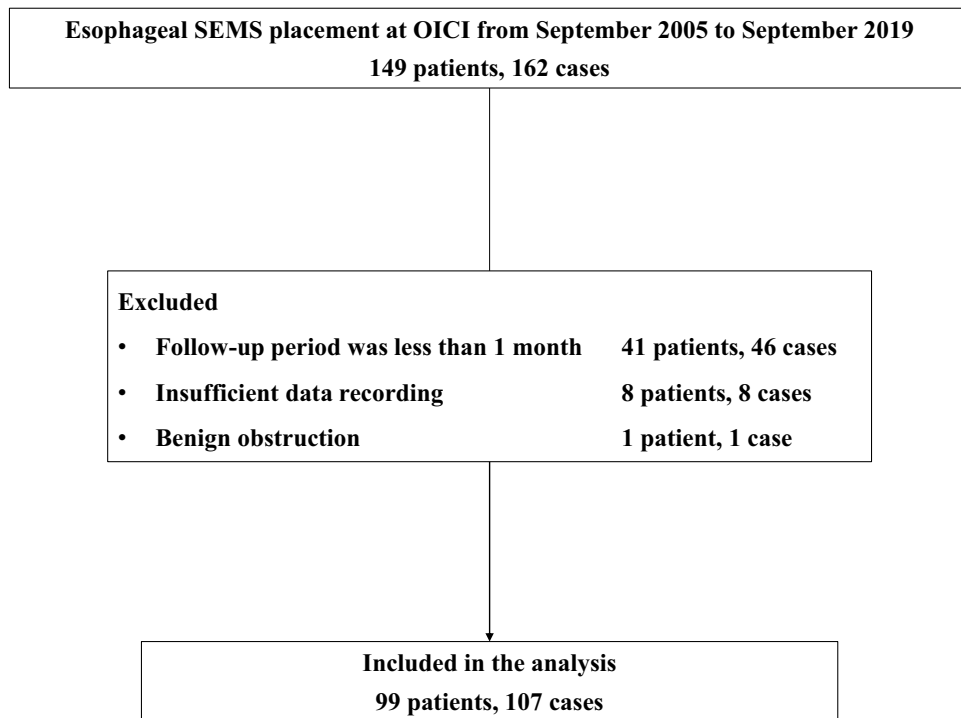 Esophageal SEMS placement at OICI from September 2005 to September 2019
149 patients, 162 cases
Excluded
• Follow-up period was less than 1 month 41 patients, 46 cases
• Insufficient data recording 8 patients, 8 cases
• Benign obstruction 1 patient, 1 case
Included in the analysis
99 patients, 107 cases